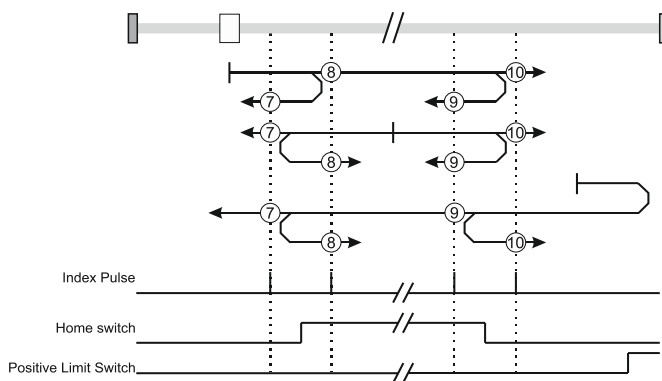 8 10
7 9
7 10
8 9
7 9
8 10
Index Pulse
Home switch
Positive Limit Switch